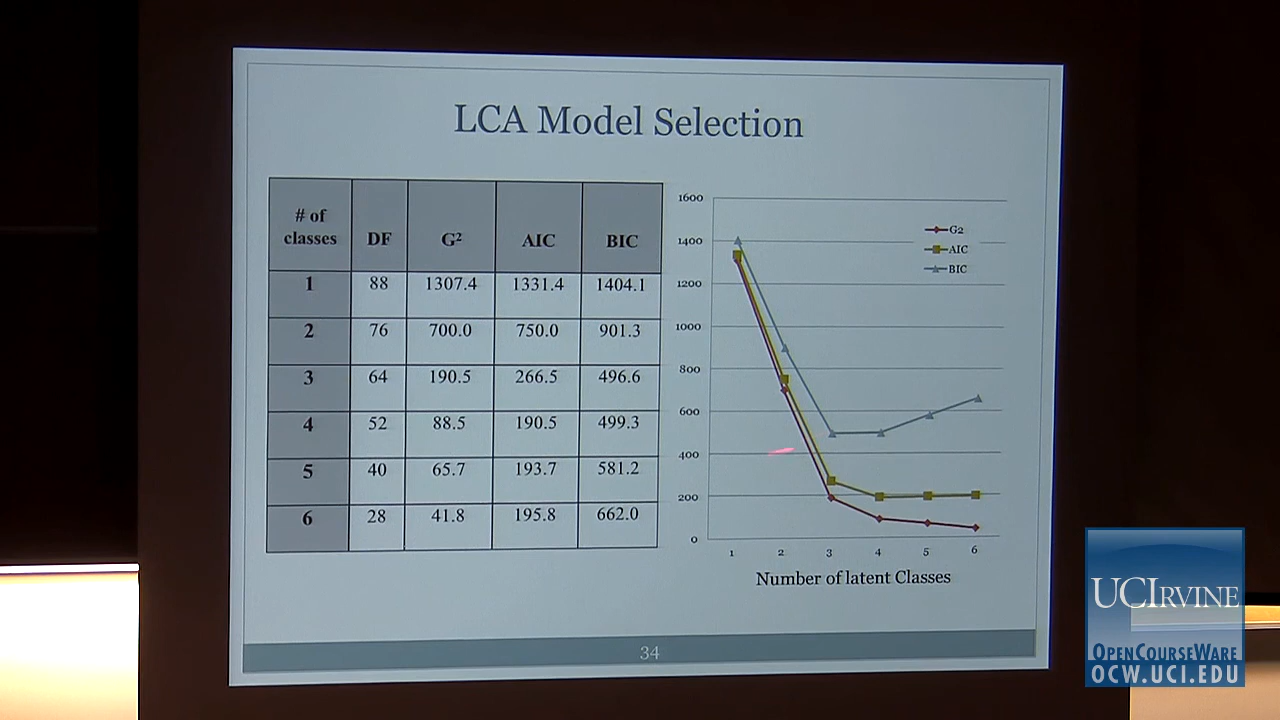 LCA Model Selection
# of classes DF G² AIC BIC
1 88 1307.4 1331.4 1404.1
2 76 700.0 750.0 901.3
3 64 190.5 266.5 496.6
4 52 88.5 190.5 499.3
5 40 65.7 193.7 581.2
6 28 41.8 195.8 662.0
1600
1400
1200
1000
800
600
400
200
0
G2
AIC
BIC
1 2 3 4 5 6
Number of latent Classes
34
UCIRVINE
OPENCOURSEWARE
OCW.UCI.EDU